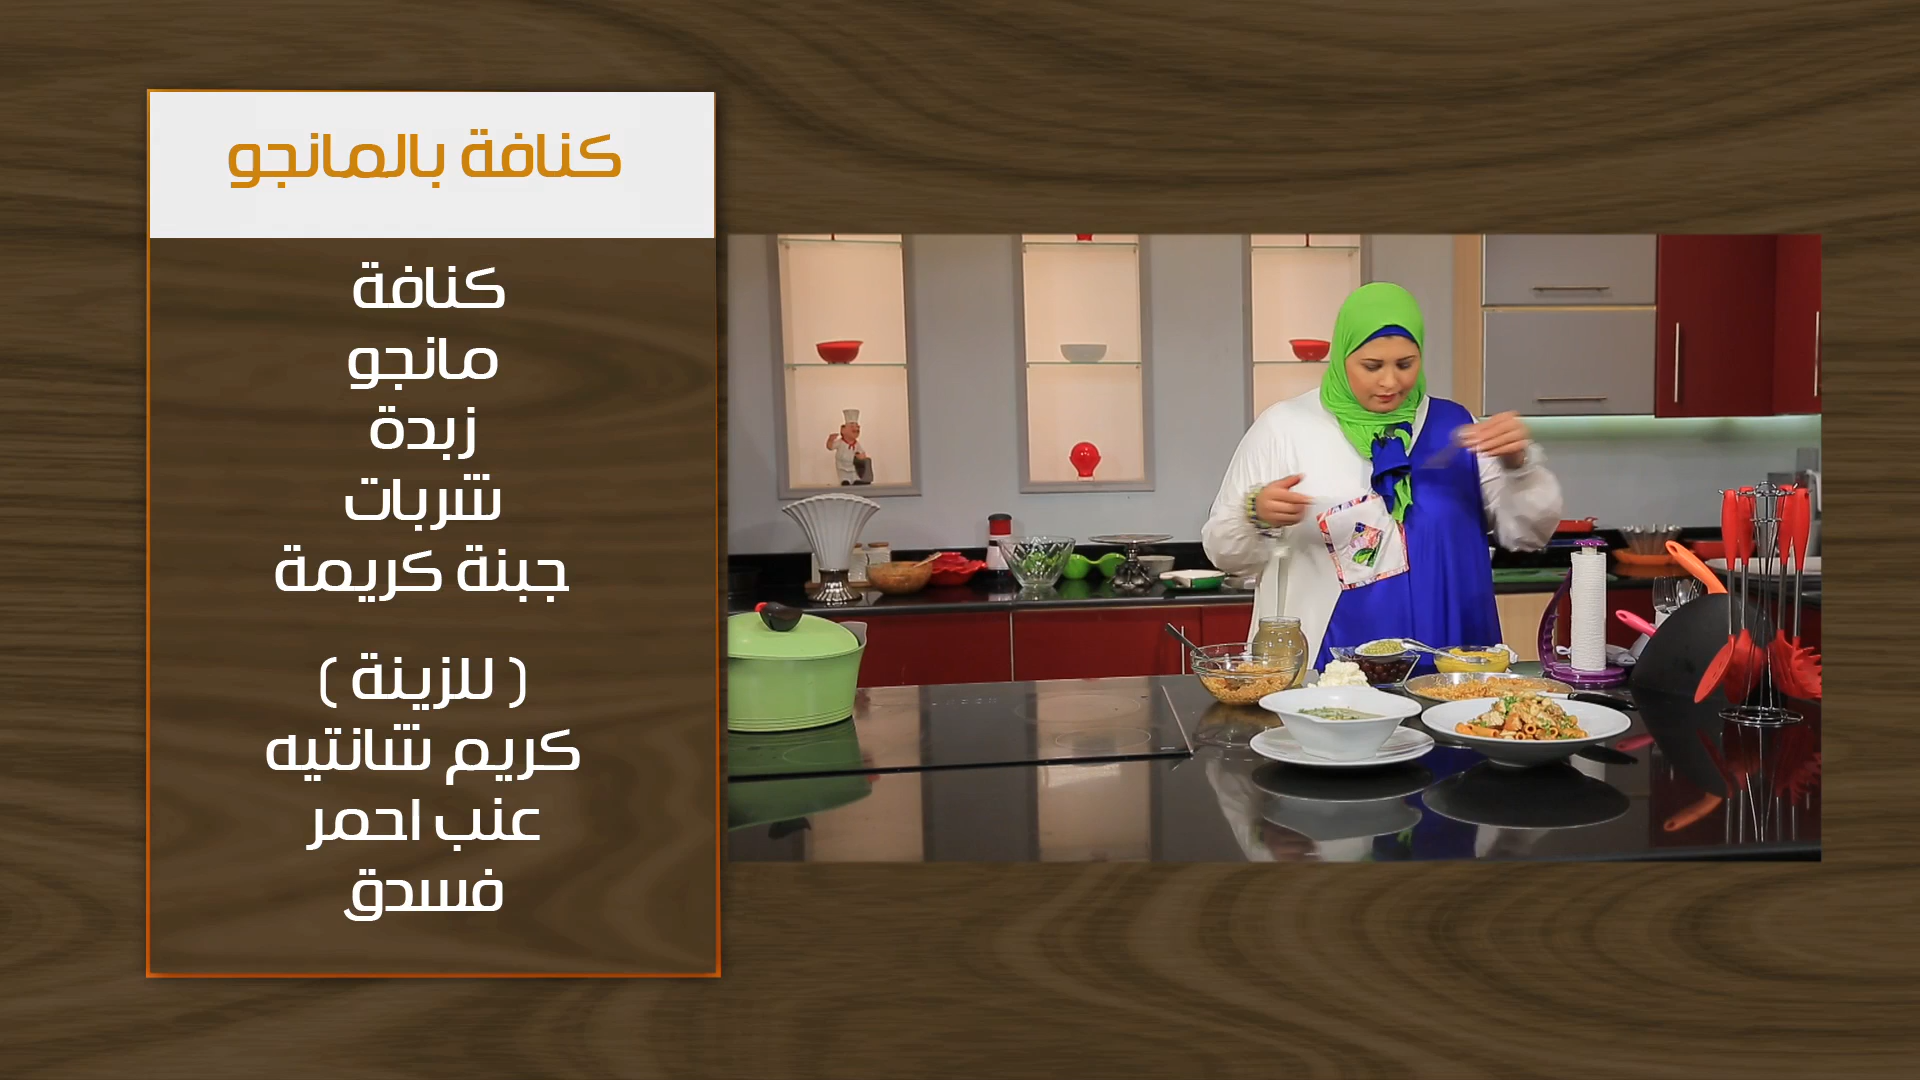 كنافة بالمانجو
كنافة
مانجو
زبدة
شربات
جبنة كريمة
( للزينة )
كريم شانتيه
عنب احمر
فسدق